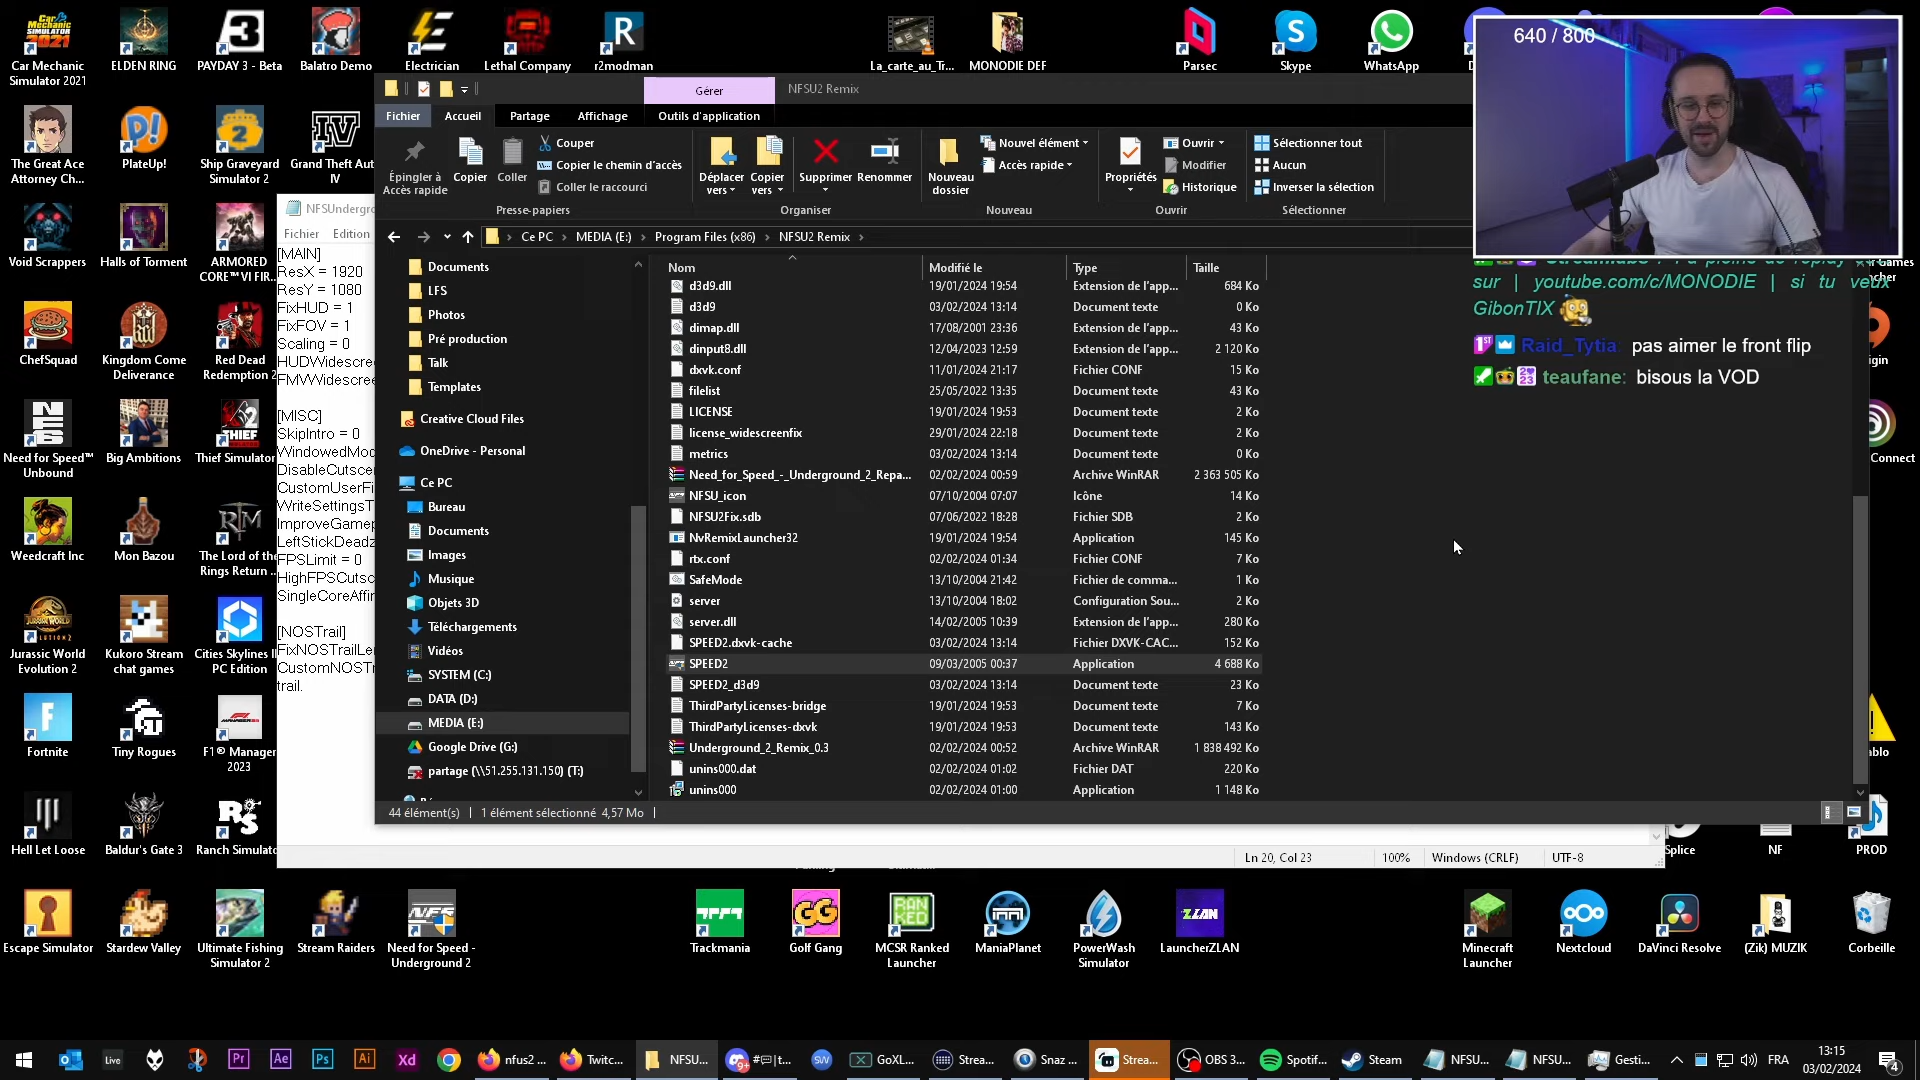 Car Mechanic Simulator 2021
ELDEN RING
PAYDAY 3 - Beta
Balatro Demo
Electrician
Lethal Company
r2modman
La_carte_au_Tr...
MONODIE DEF
Parsec
Skype
WhatsApp
640 / 800
The Great Ace Attorney Ch...
PlateUp!
Ship Graveyard Simulator 2
Grand Theft Aut IV
Void Scrappers
Halls of Torment
ARMORED CORE™ VI FIR...
ChefSquad
Kingdom Come Deliverance
Red Dead Redemption 2
Need for Speed™ Unbound
Big Ambitions
Thief Simulator
Weedcraft Inc
Mon Bazou
The Lord of the Rings Return ...
Jurassic World Evolution 2
Kukoro Stream chat games
Cities Skylines II PC Edition
Fortnite
Tiny Rogues
F1® Manager 2023
Hell Let Loose
Baldur's Gate 3
Ranch Simulato
Escape Simulator
Stardew Valley
Ultimate Fishing Simulator 2
Stream Raiders
Need for Speed - Underground 2
Trackmania
Golf Gang
MCSR Ranked Launcher
ManiaPlanet
PowerWash Simulator
LauncherZLAN
Minecraft Launcher
Nextcloud
DaVinci Resolve
(Zik) MUZIK
Corbeille
Splice
NF
PROD
Connect
NFSUndergro
Fichier Edition
[MAIN]
ResX = 1920
ResY = 1080
FixHUD = 1
FixFOV = 1
Scaling = 0
HUDWidescree
FMVWidescree
[MISC]
SkipIntro = 0
WindowedMod
DisableCutscen
CustomUserFi
WriteSettingsT
ImproveGamep
LeftStickDeadz
FPSLimit = 0
HighFPSCutsc
SingleCoreAffin
[NOSTrail]
FixNOSTrailLe
CustomNOSTr
trail.
Ln 20, Col 23 100% Windows (CRLF) UTF-8
Gérer NFSU2 Remix
Fichier Accueil Partage Affichage Outils d'application
Épingler à Accès rapide
Copier
Coller
Couper
Copier le chemin d'accès
Coller le raccourci
Presse-papiers
Déplacer vers
Copier vers
Supprimer
Renommer
Organiser
Nouveau dossier
Nouvel élément
Accès rapide
Nouveau
Propriétés
Ouvrir
Modifier
Historique
Ouvrir
Sélectionner tout
Aucun
Inverser la sélection
Sélectionner
Ce PC > MEDIA (E:) > Program Files (x86) > NFSU2 Remix
Documents
LFS
Photos
Pré production
Talk
Templates
Creative Cloud Files
OneDrive - Personal
Ce PC
Bureau
Documents
Images
Musique
Objets 3D
Téléchargements
Vidéos
SYSTEM (C:)
DATA (D:)
MEDIA (E:)
Google Drive (G:)
partage (\\51.255.131.150) (T:)
Nom Modifié le Type Taille
d3d9.dll 19/01/2024 19:54 Extension de l'app... 684 Ko
d3d9 03/02/2024 13:14 Document texte 0 Ko
dimap.dll 17/08/2001 23:36 Extension de l'app... 43 Ko
dinput8.dll 12/04/2023 12:59 Extension de l'app... 2 120 Ko
dxvk.conf 11/01/2024 21:17 Fichier CONF 15 Ko
filelist 25/05/2022 13:35 Document texte 43 Ko
LICENSE 19/01/2024 19:53 Document texte 2 Ko
license_widescreenfix 29/01/2024 22:18 Document texte 2 Ko
metrics 03/02/2024 13:14 Document texte 0 Ko
Need_for_Speed_-_Underground_2_Repa... 02/02/2024 00:59 Archive WinRAR 2 363 505 Ko
NFSU_icon 07/10/2004 07:07 Icône 14 Ko
NFSU2Fix.sdb 07/06/2022 18:28 Fichier SDB 2 Ko
NvRemixLauncher32 19/01/2024 19:54 Application 145 Ko
rtx.conf 02/02/2024 01:34 Fichier CONF 7 Ko
SafeMode 13/10/2004 21:42 Fichier de comma... 1 Ko
server 13/10/2004 18:02 Configuration Sou... 2 Ko
server.dll 14/02/2005 10:39 Extension de l'app... 280 Ko
SPEED2.dxvk-cache 03/02/2024 13:14 Fichier DXVK-CAC... 152 Ko
SPEED2 09/03/2005 00:37 Application 4 688 Ko
SPEED2_d3d9 03/02/2024 13:14 Document texte 23 Ko
ThirdPartyLicenses-bridge 19/01/2024 19:53 Document texte 7 Ko
ThirdPartyLicenses-dxvk 19/01/2024 19:53 Document texte 143 Ko
Underground_2_Remix_0.3 02/02/2024 00:52 Archive WinRAR 1 838 492 Ko
unins000.dat 02/02/2024 01:02 Fichier DAT 220 Ko
unins000 02/02/2024 01:00 Application 1 148 Ko
44 élément(s) 1 élément sélectionné 4,57 Mo
sur | youtube.com/c/MONODIE | si tu veux
GibonTIX
Raid_Tytia: pas aimer le front flip
teaufane: bisous la VOD
Live
nfus2 ...
Twitc...
NFSU...
#
GoXL...
Strea...
Snaz ...
Strea...
OBS 3...
Spotif...
Steam
NFSU...
NFSU...
Gesti...
FRA
13:15
03/02/2024